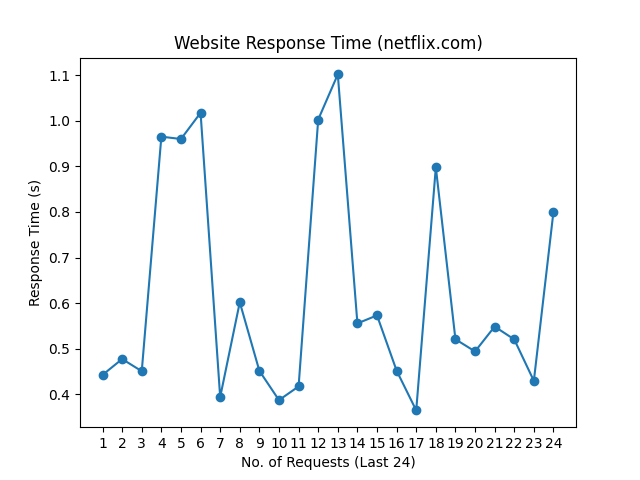 Website Response Time (netflix.com)
Response Time (s)
1.1
1.0
0.9
0.8
0.7
0.6
0.5
0.4
1 2 3 4 5 6 7 8 9 10 11 12 13 14 15 16 17 18 19 20 21 22 23 24
No. of Requests (Last 24)